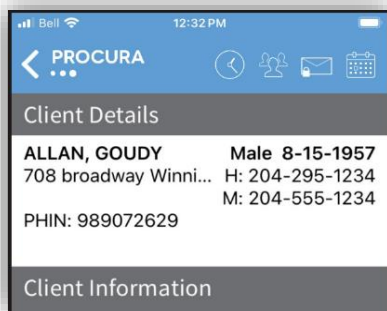 Bell 12:32 PM
PROCURA
Client Details
ALLAN, GOUDY Male 8-15-1957
708 broadway Winni... H: 204-295-1234
M: 204-555-1234
PHIN: 989072629
Client Information